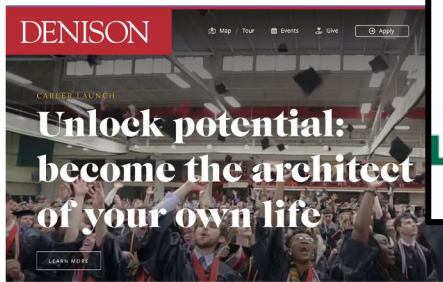 DENISON
Map / Tour Events Give Apply
CAREER LAUNCH
Unlock potential:
become the architect
of your own life
LEARN MORE